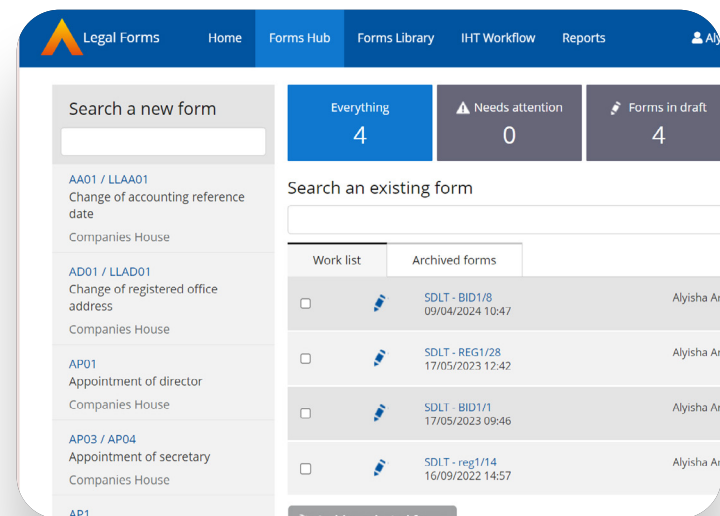 Legal Forms
Home
Forms Hub
Forms Library
IHT Workflow
Reports
Search a new form
AA01 / LLAA01
Change of accounting reference
date
Companies House
AD01 / LLAD01
Change of registered office
address
Companies House
AP01
Appointment of director
Companies House
AP03 / AP04
Appointment of secretary
Companies House
AP1
Everything
4
Needs attention
0
Forms in draft
4
Search an existing form
Work list
Archived forms
SDLT - BID1/8
Alyisha
09/04/2024 10:47
SDLT - REG1/28
Alyisha
17/05/2023 12:42
SDLT - BID1/1
Alyisha
17/05/2023 09:46
SDLT - reg1/14
Alyisha
16/09/2022 14:57